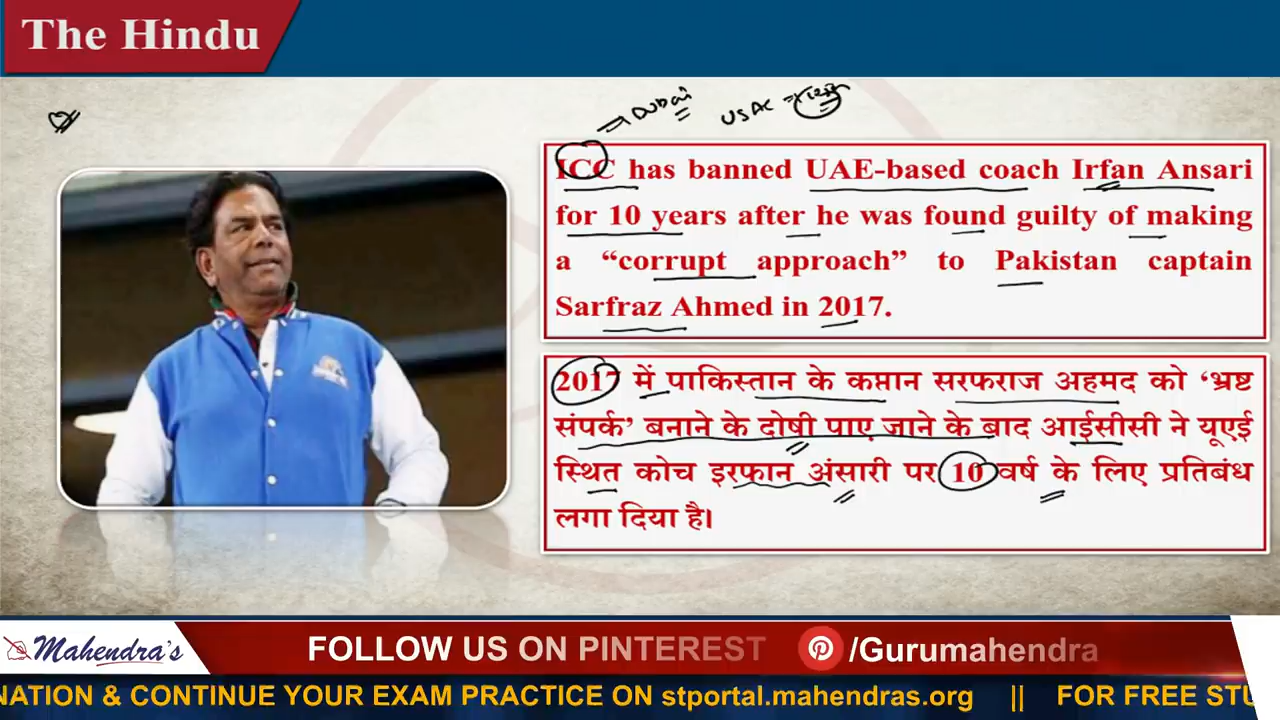 The Hindu
Dubai
ICC has banned UAE-based coach Irfan Ansari
for 10 years after he was found guilty of making
a “corrupt approach” to Pakistan captain
Sarfraz Ahmed in 2017.
2017 में पाकिस्तान के कप्तान सरफराज अहमद को ‘भ्रष्ट
संपर्क’ बनाने के दोषी पाए जाने के बाद आईसीसी ने यूएई
स्थित कोच इरफान अंसारी पर 10 वर्ष के लिए प्रतिबंध
लगा दिया है।
Mahendra's
FOLLOW US ON PINTEREST /Gurumahendra
NATION & CONTINUE YOUR EXAM PRACTICE ON stportal.mahendras.org || FOR FREE STU